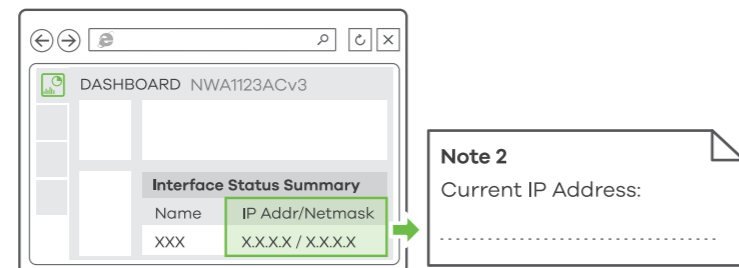 DASHBOARD NWA1123ACv3
Interface Status Summary
Name IP Addr/Netmask
XXX X.X.X.X / X.X.X.X
Note 2
Current IP Address: